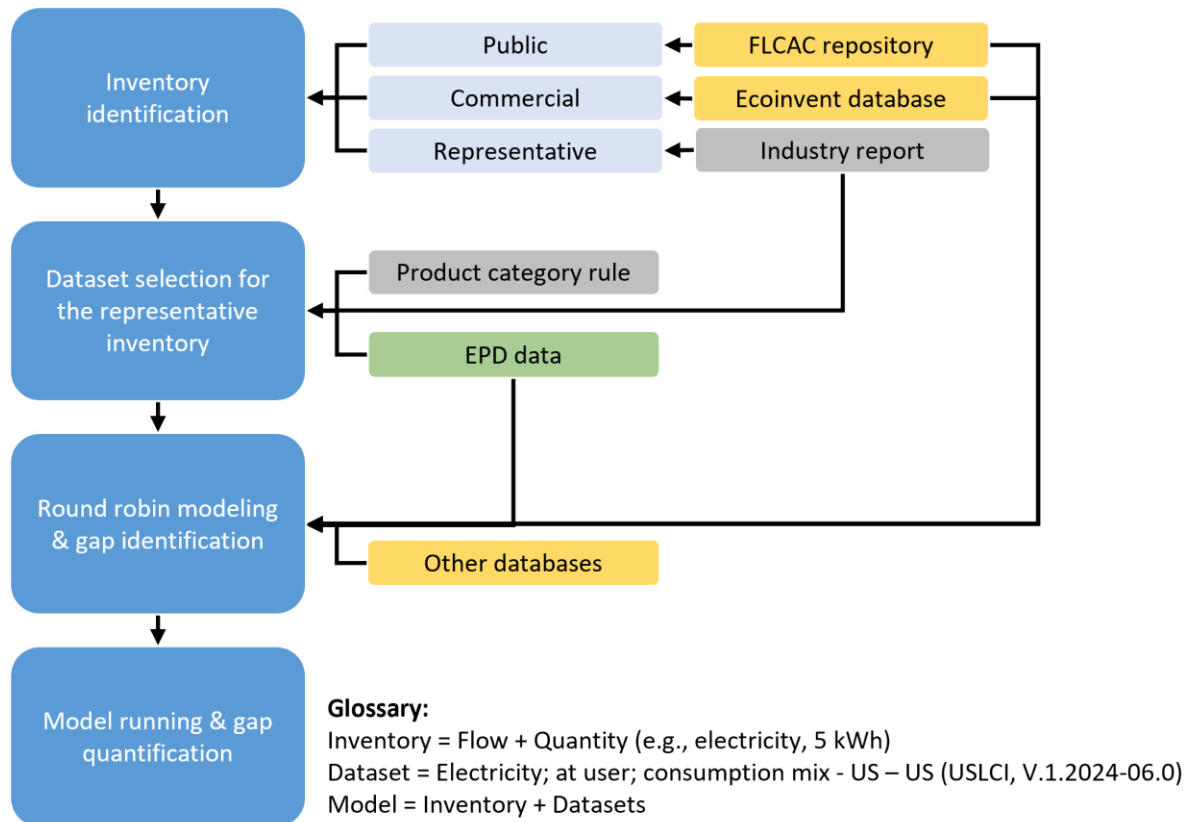 Inventory
identification
Public
FLCAC repository
Commercial
Ecoinvent database
Representative
Industry report
Dataset selection for
the representative
inventory
Product category rule
EPD data
Round robin modeling
& gap identification
Other databases
Model running & gap
quantification
Glossary:
Inventory = Flow + Quantity (e.g., electricity, 5 kWh)
Dataset = Electricity; at user; consumption mix - US – US (USLCI, V.1.2024-06.0)
Model = Inventory + Datasets